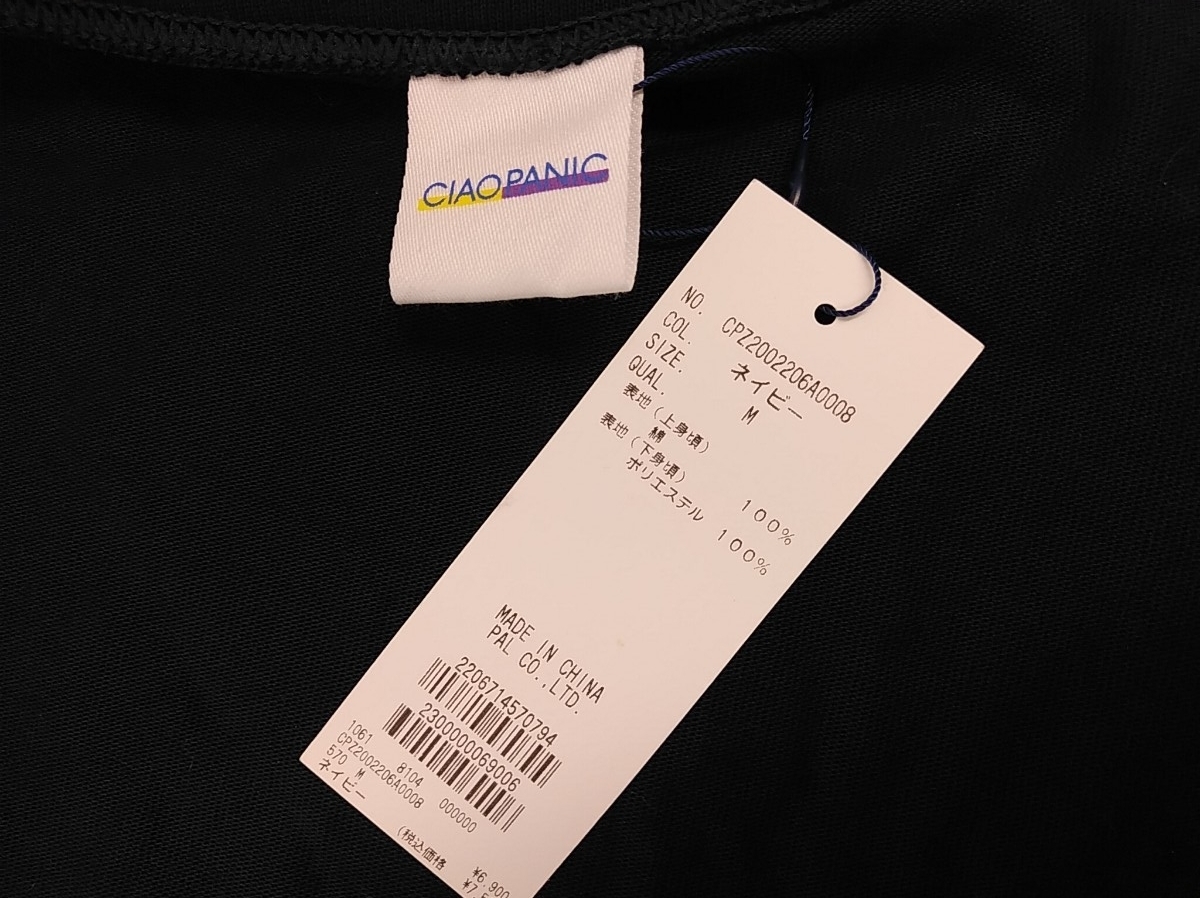 CIAOPANIC
NO. CPZ2002206A0008
COL. ネイビー
SIZE. M
QUAL.
表地(上身頃)
綿 100%
表地(下身頃)
ポリエステル 100%
MADE IN CHINA
PAL CO.,LTD.
2206714570794
2300000069006
1061 8104 000000
CPZ2002206A0008
570 M
ネイビー
¥6,900
(税込価格